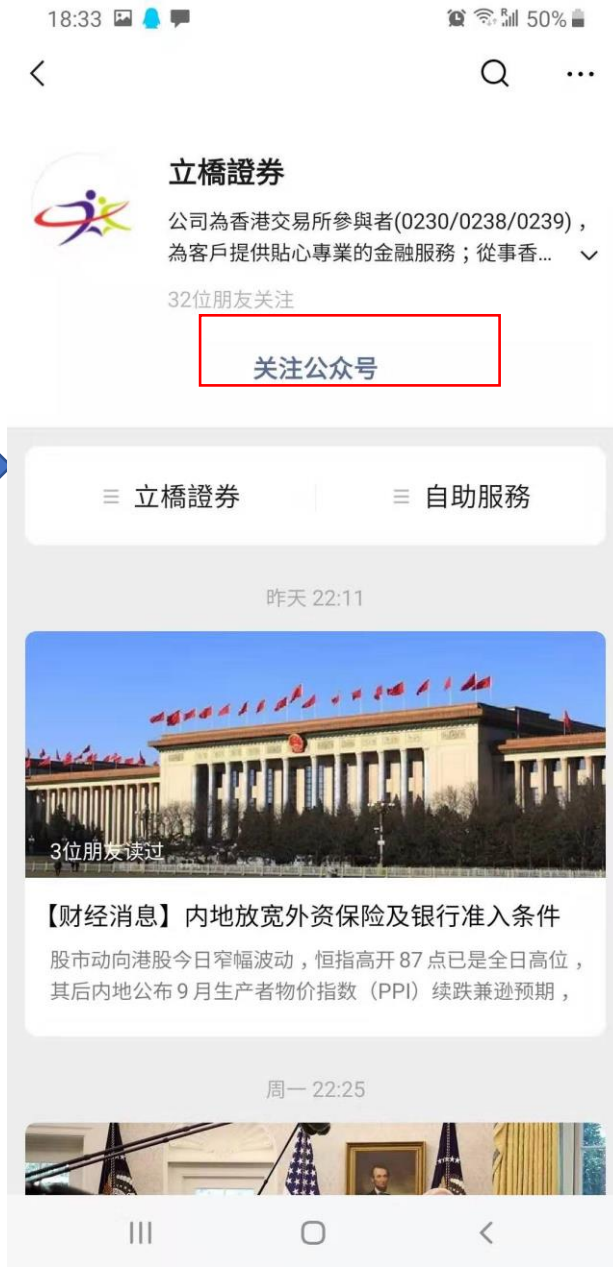 18:33 50%
立橋證券
公司為香港交易所參與者(0230/0238/0239)，
為客戶提供貼心專業的金融服務；從事香...
32位朋友关注
关注公众号
立橋證券 自助服務
昨天 22:11
3位朋友读过
【财经消息】内地放宽外资保险及银行准入条件
股市动向港股今日窄幅波动，恒指高开 87 点已是全日高位，
其后内地公布 9 月生产者物价指数（PPI）续跌兼逊预期，
周一 22:25